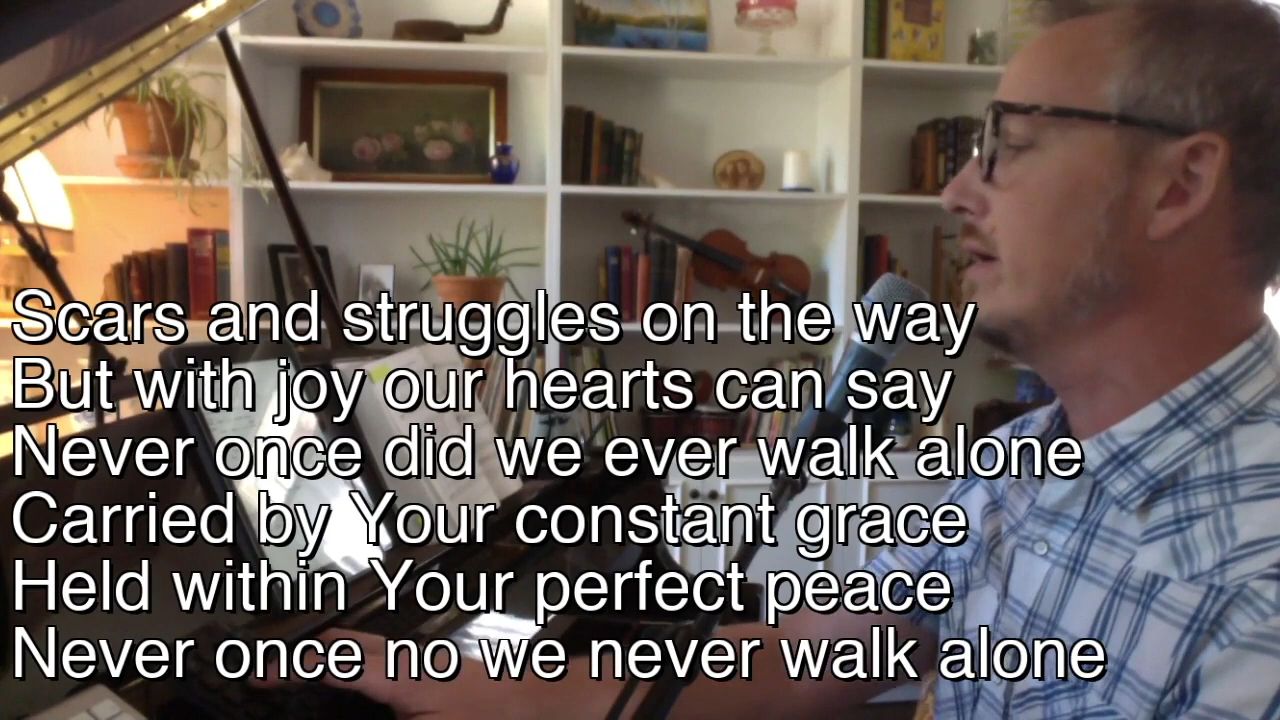 Scars and struggles on the way
But with joy our hearts can say
Never once did we ever walk alone
Carried by Your constant grace
Held within Your perfect peace
Never once no we never walk alone